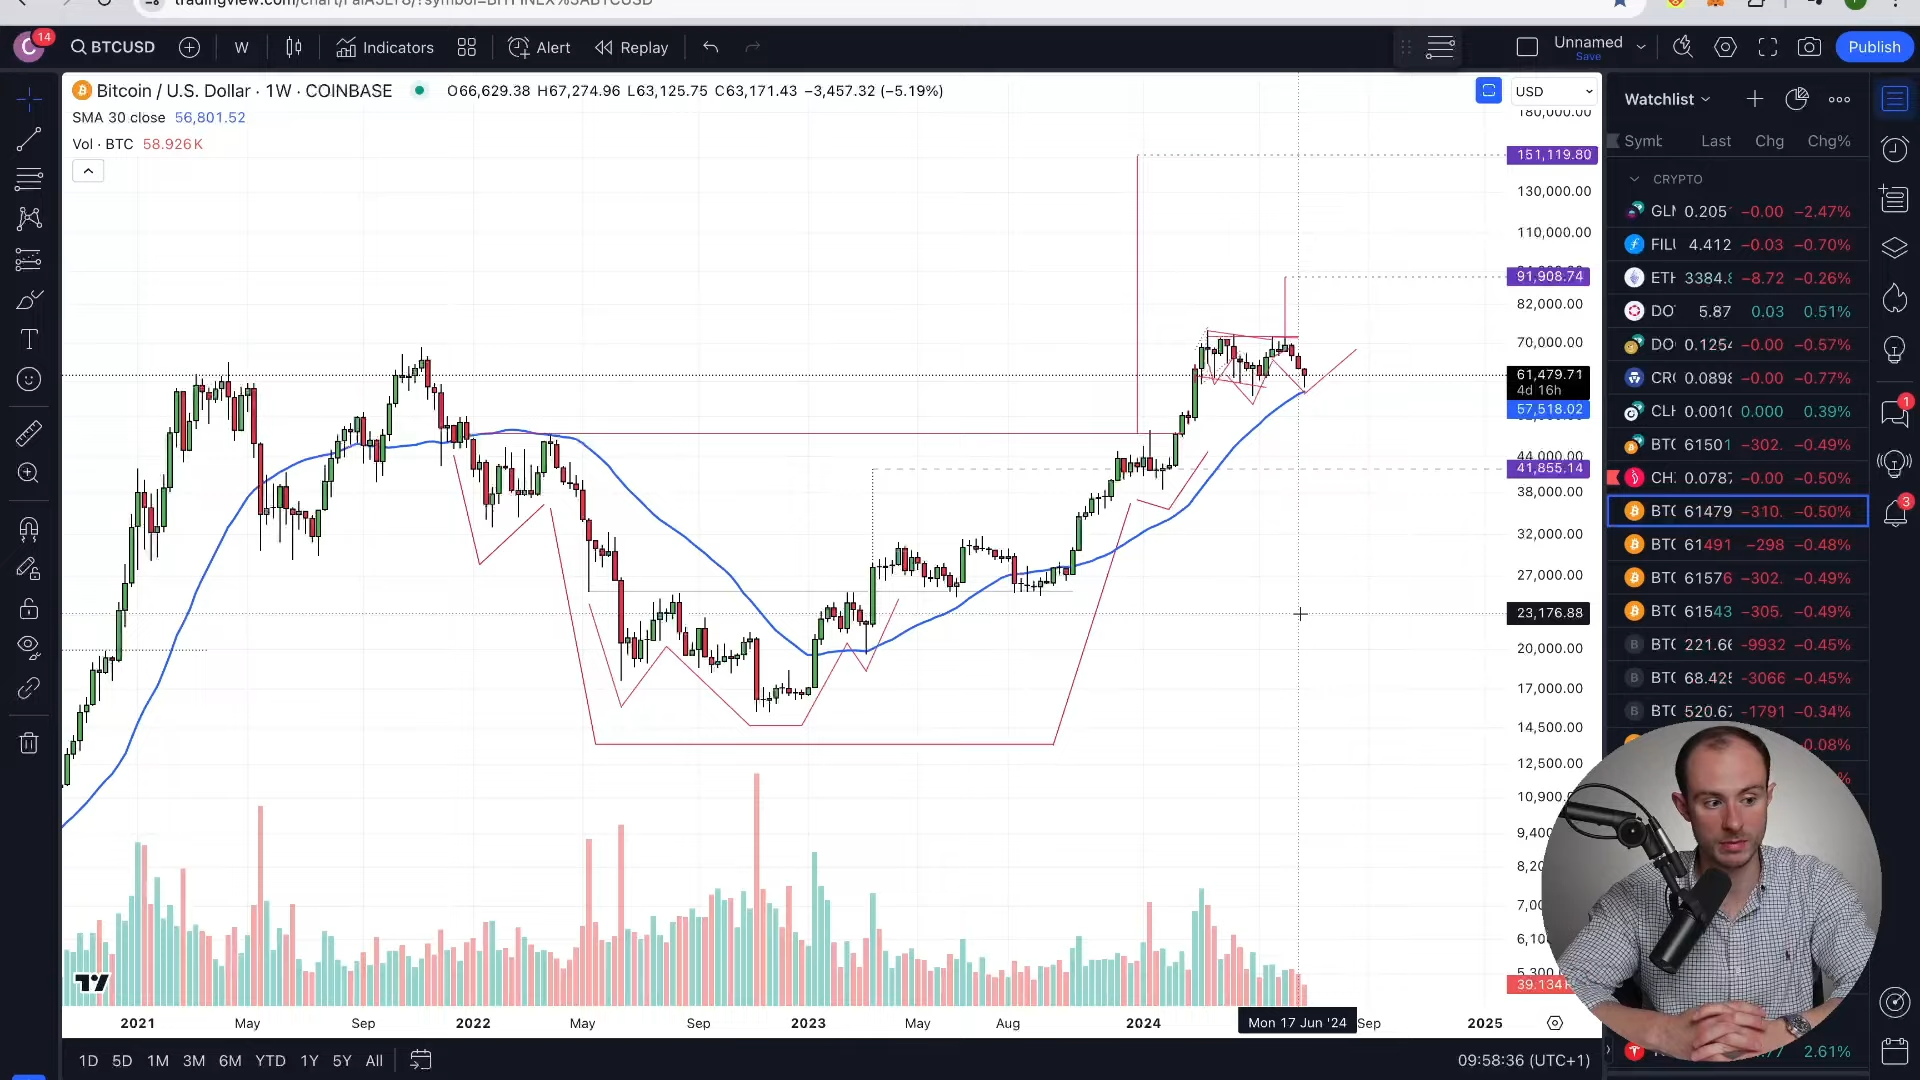 tradingview.com/chart/
C 14 BTCUSD W Indicators Alert Replay Unnamed Save Publish
Bitcoin / U.S. Dollar · 1W · COINBASE O66,629.38 H67,274.96 L63,125.75 C63,171.43 −3,457.32 (−5.19%)
SMA 30 close 56,801.52
Vol · BTC 58.926K
USD
180,000.00
151,119.80
130,000.00
110,000.00
91,908.74
82,000.00
70,000.00
61,479.71
4d 16h
57,518.02
44,000.00
41,855.14
38,000.00
32,000.00
27,000.00
23,176.88
20,000.00
17,000.00
14,500.00
12,500.00
10,900
9,400
8,20
7,00
6,10
5,300
39.134K
2021 May Sep 2022 May Sep 2023 May Aug 2024 Mon 17 Jun '24 Sep 2025
1D 5D 1M 3M 6M YTD 1Y 5Y All 09:58:36 (UTC+1)
Watchlist
Symb Last Chg Chg%
CRYPTO
GLM 0.205 −0.00 −2.47%
FILU 4.412 −0.03 −0.70%
ETH 3384.8 −8.72 −0.26%
DO 5.87 0.03 0.51%
DO 0.1254 −0.00 −0.57%
CRO 0.0898 −0.00 −0.77%
CLH 0.0010 0.000 0.39%
BTC 61501 −302. −0.49%
CH 0.0787 −0.00 −0.50%
BTC 61479 −310. −0.50%
BTC 61491 −298 −0.48%
BTC 61576 −302. −0.49%
BTC 61543 −305. −0.49%
BTC 221.66 −9932 −0.45%
BTC 68.425 −3066 −0.45%
BTC 520.67 −1791 −0.34%
0.08%
2.61%
1
3